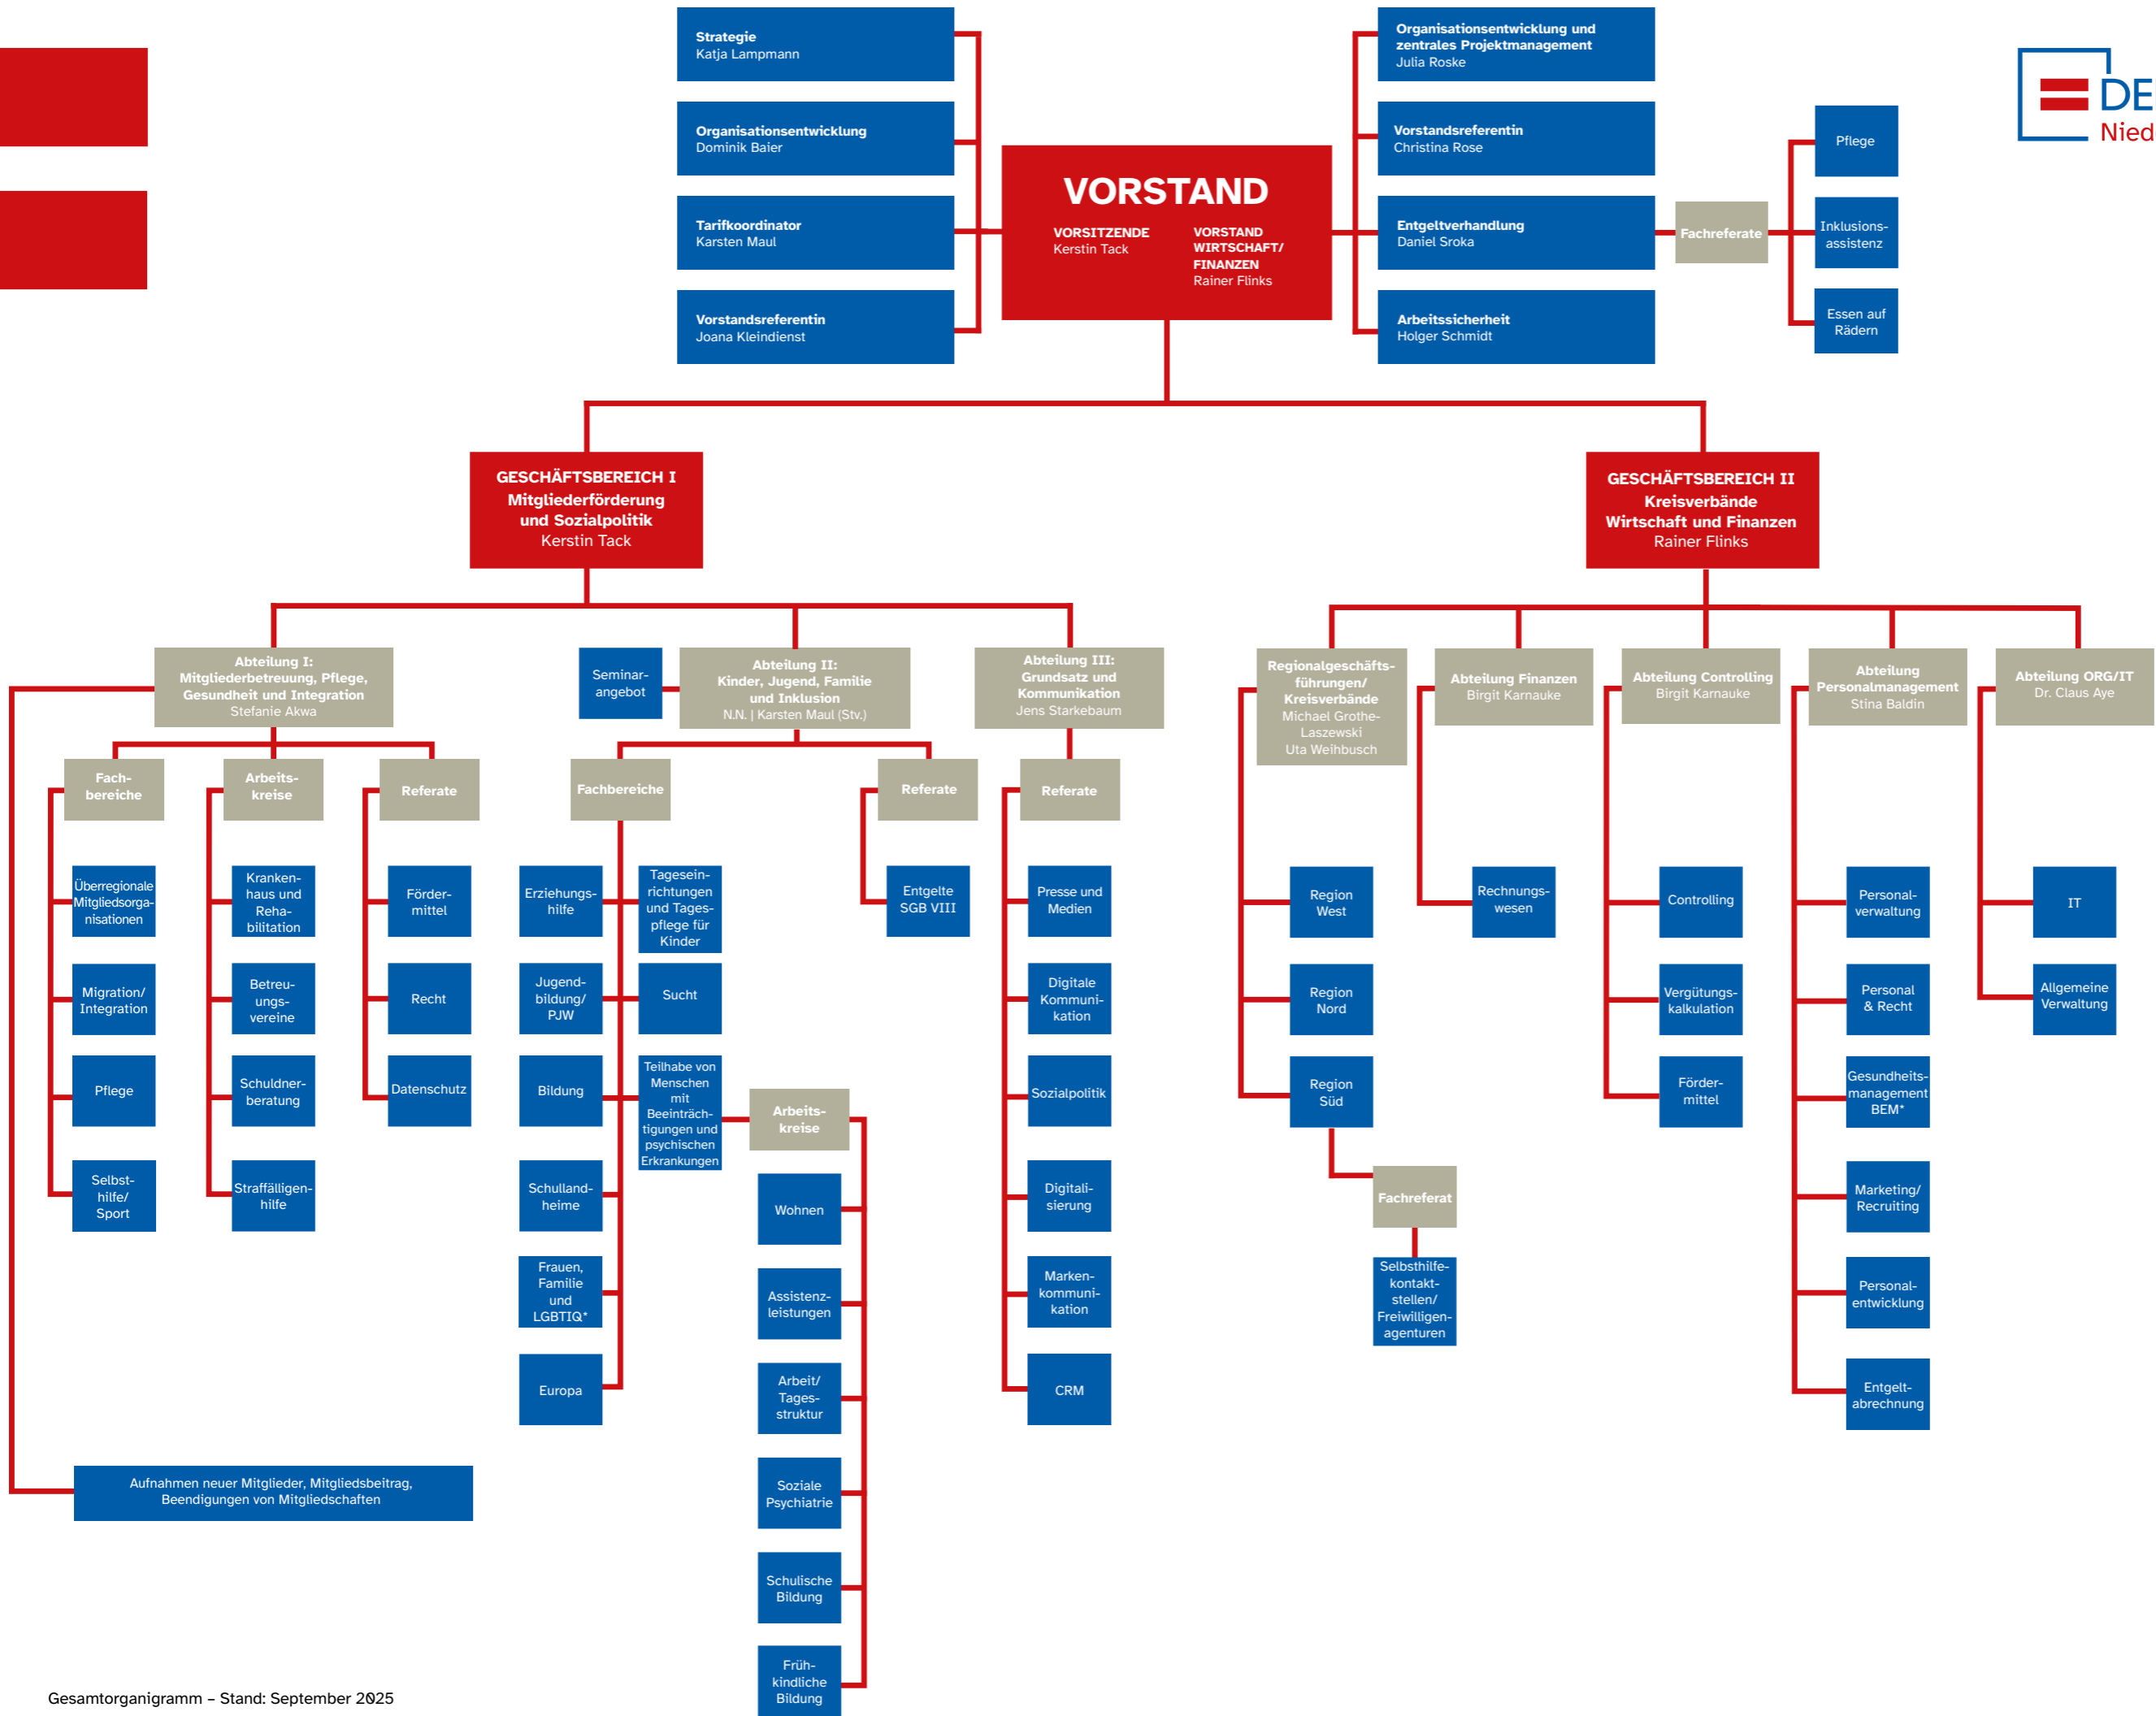 Strategie
Katja Lampmann
Organisationsentwicklung
Dominik Baier
Tarifkoordinator
Karsten Maul
Vorstandsreferentin
Joana Kleindienst
VORSTAND
VORSITZENDE
Kerstin Tack
VORSTAND
WIRTSCHAFT/
FINANZEN
Rainer Flinks
Organisationsentwicklung und
zentrales Projektmanagement
Julia Roske
Vorstandsreferentin
Christina Rose
Entgeltverhandlung
Daniel Sroka
Arbeitssicherheit
Holger Schmidt
Fachreferate
Pflege
Inklusions-
assistenz
Essen auf
Rädern
DE
Nied
GESCHÄFTSBEREICH I
Mitgliederförderung
und Sozialpolitik
Kerstin Tack
GESCHÄFTSBEREICH II
Kreisverbände
Wirtschaft und Finanzen
Rainer Flinks
Abteilung I:
Mitgliederbetreuung, Pflege,
Gesundheit und Integration
Stefanie Akwa
Seminar-
angebot
Abteilung II:
Kinder, Jugend, Familie
und Inklusion
N.N. | Karsten Maul (Stv.)
Abteilung III:
Grundsatz und
Kommunikation
Jens Starkebaum
Regionalgeschäfts-
führungen/
Kreisverbände
Michael Grothe-
Laszewski
Uta Weihbusch
Abteilung Finanzen
Birgit Karnauke
Abteilung Controlling
Birgit Karnauke
Abteilung
Personalmanagement
Stina Baldin
Abteilung ORG/IT
Dr. Claus Aye
Fach-
bereiche
Arbeits-
kreise
Referate
Fachbereiche
Referate
Referate
Überregionale
Mitgliedsorga-
nisationen
Migration/
Integration
Pflege
Selbst-
hilfe/
Sport
Kranken-
haus und
Reha-
bilitation
Betreu-
ungs-
vereine
Schuldner-
beratung
Straffälligen-
hilfe
Förder-
mittel
Recht
Datenschutz
Erziehungs-
hilfe
Jugend-
bildung/
PJW
Bildung
Schulland-
heime
Frauen,
Familie
und
LGBTIQ*
Europa
Tagesein-
richtungen
und Tages-
pflege für
Kinder
Sucht
Teilhabe von
Menschen
mit
Beeinträch-
tigungen und
psychischen
Erkrankungen
Arbeits-
kreise
Wohnen
Assistenz-
leistungen
Arbeit/
Tages-
struktur
Soziale
Psychiatrie
Schulische
Bildung
Früh-
kindliche
Bildung
Entgelte
SGB VIII
Presse und
Medien
Digitale
Kommuni-
kation
Sozialpolitik
Digitali-
sierung
Marken-
kommuni-
kation
CRM
Region
West
Region
Nord
Region
Süd
Fachreferat
Selbsthilfe-
kontakt-
stellen/
Freiwilligen-
agenturen
Rechnungs-
wesen
Controlling
Vergütungs-
kalkulation
Förder-
mittel
Personal-
verwaltung
Personal
& Recht
Gesundheits-
management
BEM*
Marketing/
Recruiting
Personal-
entwicklung
Entgelt-
abrechnung
IT
Allgemeine
Verwaltung
Aufnahmen neuer Mitglieder, Mitgliedsbeitrag,
Beendigungen von Mitgliedschaften
Gesamtorganigramm – Stand: September 2025